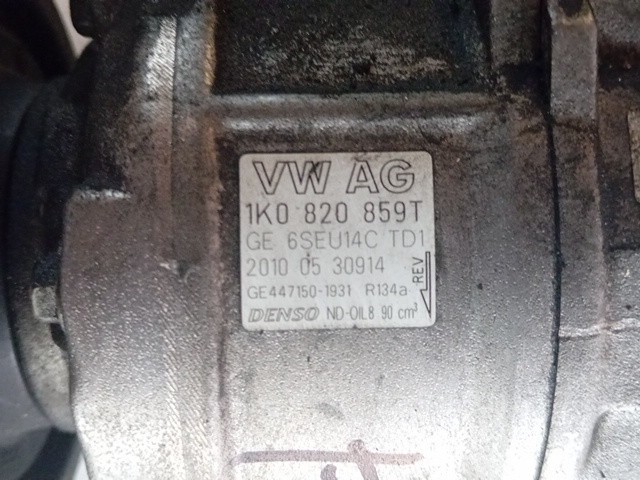 VW AG
1K0 820 859T
GE 6SEU14C TD1
2010 05 30914
REV
GE447150-1931 R134a
DENSO ND-OIL8 90 cm³